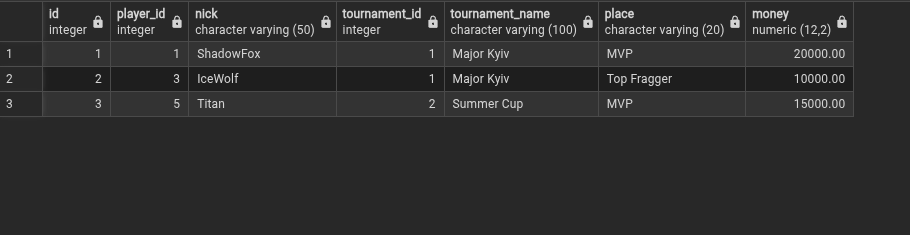 id player_id nick tournament_id tournament_name place money
integer integer character varying (50) integer character varying (100) character varying (20) numeric (12,2)
1 1 1 ShadowFox 1 Major Kyiv MVP 20000.00
2 2 3 IceWolf 1 Major Kyiv Top Fragger 10000.00
3 3 5 Titan 2 Summer Cup MVP 15000.00